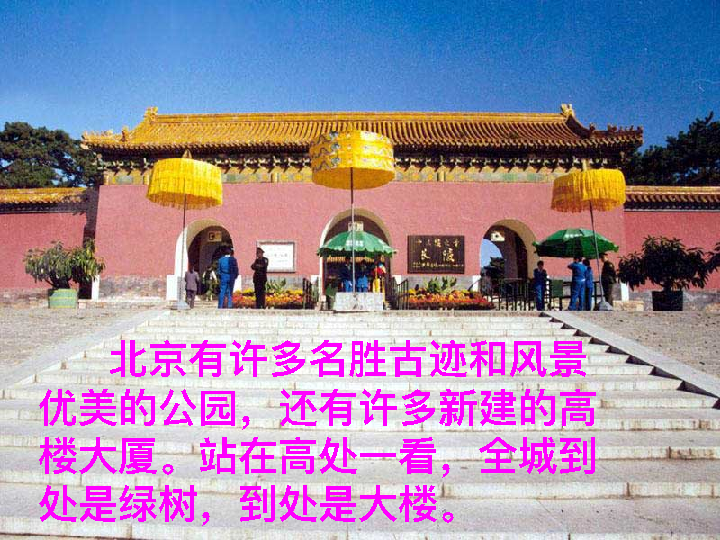 长陵
北京有许多名胜古迹和风景
优美的公园，还有许多新建的高
楼大厦。站在高处一看，全城到
处是绿树，到处是大楼。